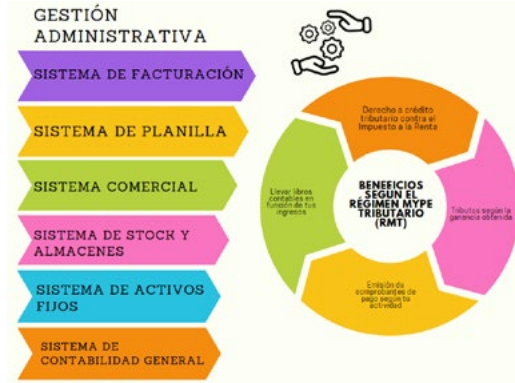 GESTIÓN
ADMINISTRATIVA
SISTEMA DE FACTURACIÓN
SISTEMA DE PLANILLA
SISTEMA COMERCIAL
SISTEMA DE STOCK Y
ALMACENES
SISTEMA DE ACTIVOS
FIJOS
SISTEMA DE
CONTABILIDAD GENERAL
Derecho a crédito
tributario contra el
Impuesto a la Renta
Llevar libros
contables en
función de tus
ingresos
BENEFICIOS
SEGÚN EL
RÉGIMEN MYPE
TRIBUTARIO
(RMT)
Tributos según la
ganancia obtenida
Emisión de
comprobantes de
pago según tu
actividad